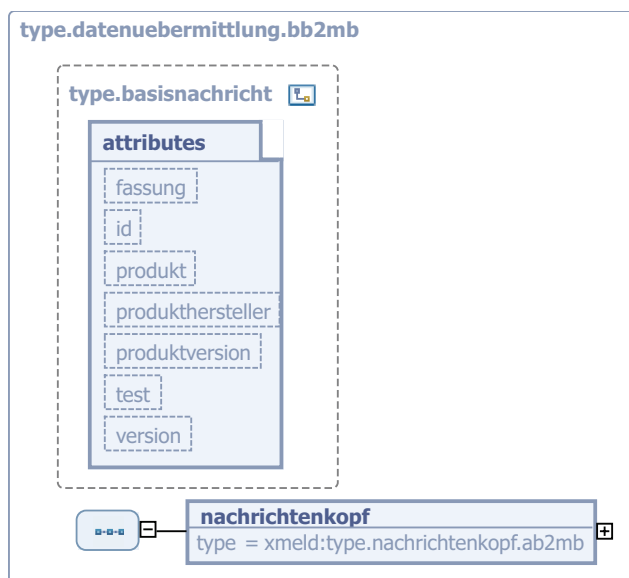 type.datenuebermittlung.bb2mb
type.basisnachricht
attributes
fassung
id
produkt
produkthersteller
produktversion
test
version
nachrichtenkopf
type = xmeld:type.nachrichtenkopf.ab2mb